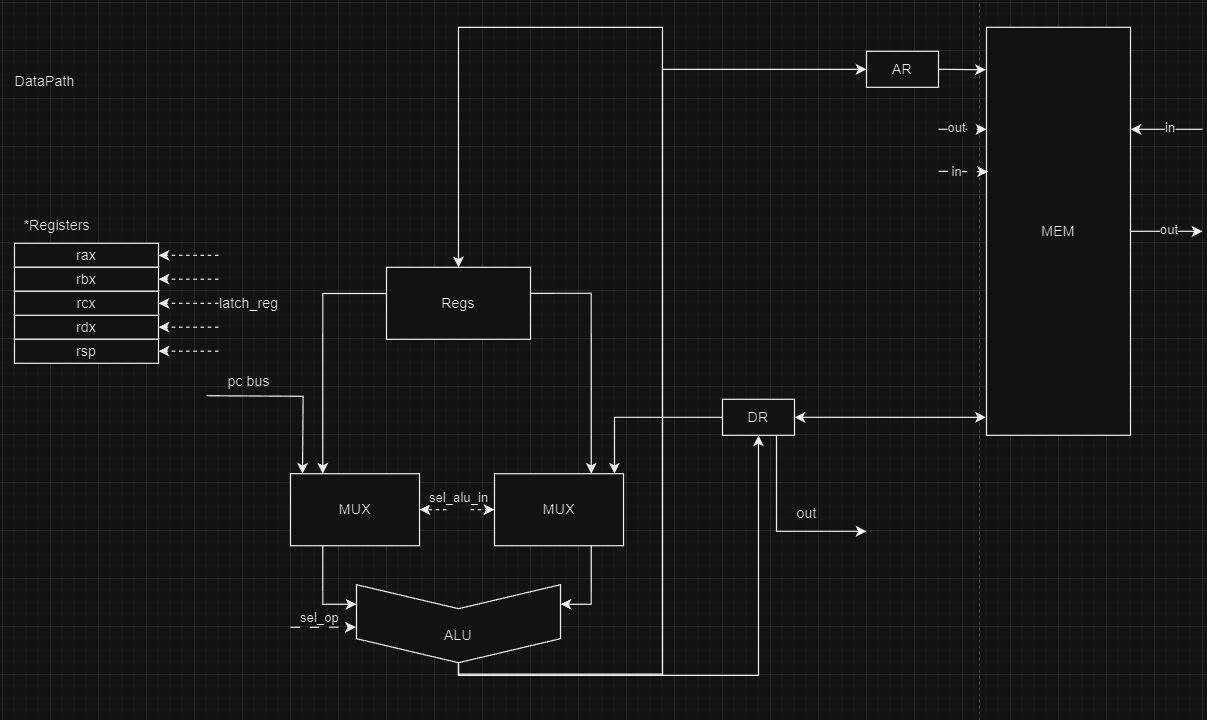 AR
DataPath
out
in
in
*Registers
MEM
out
rax
rbx
rcx
latch_reg
rdx
rsp
Regs
pc bus
DR
sel_alu_in
MUX
MUX
out
sel_op
ALU